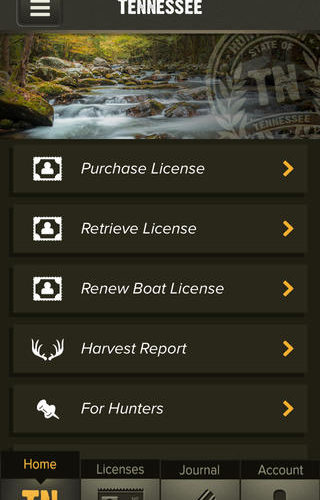 TENNESSEE
STATE OF
TN
TENNESSEE
Purchase License
Retrieve License
Renew Boat License
Harvest Report
For Hunters
Home
Licenses
Journal
Account
TN